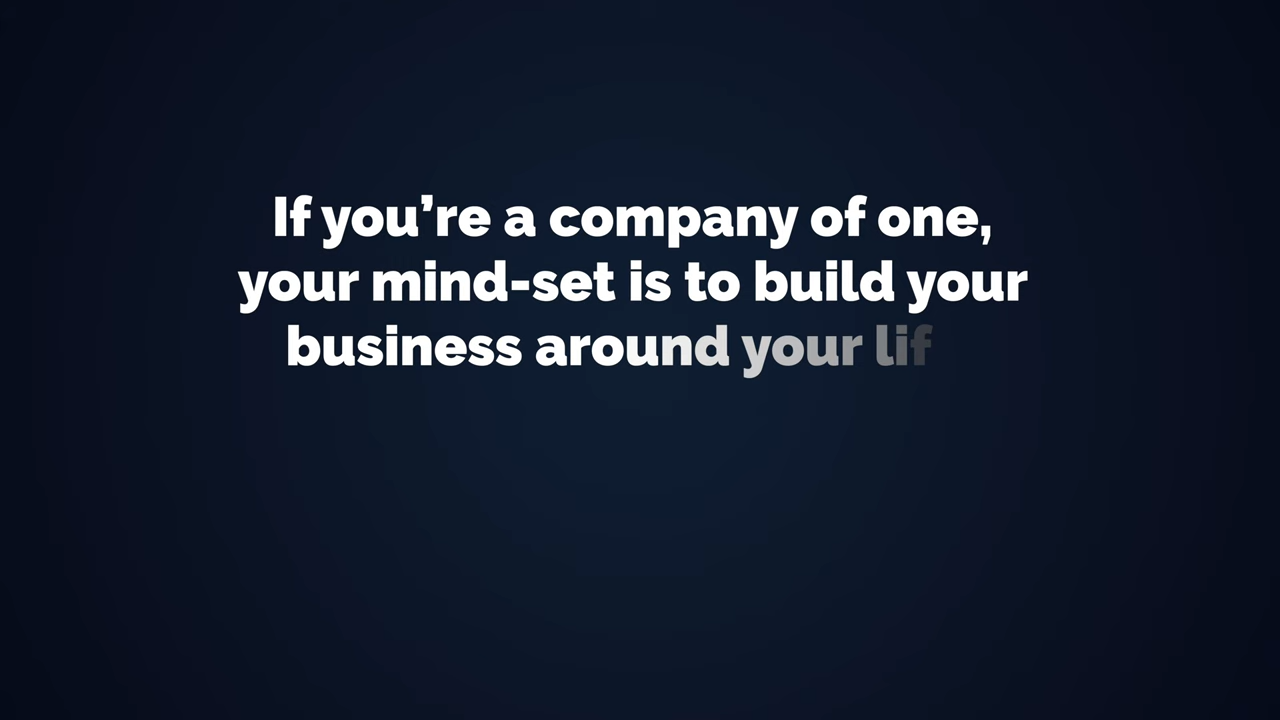 If you’re a company of one,
your mind-set is to build your
business around your lif